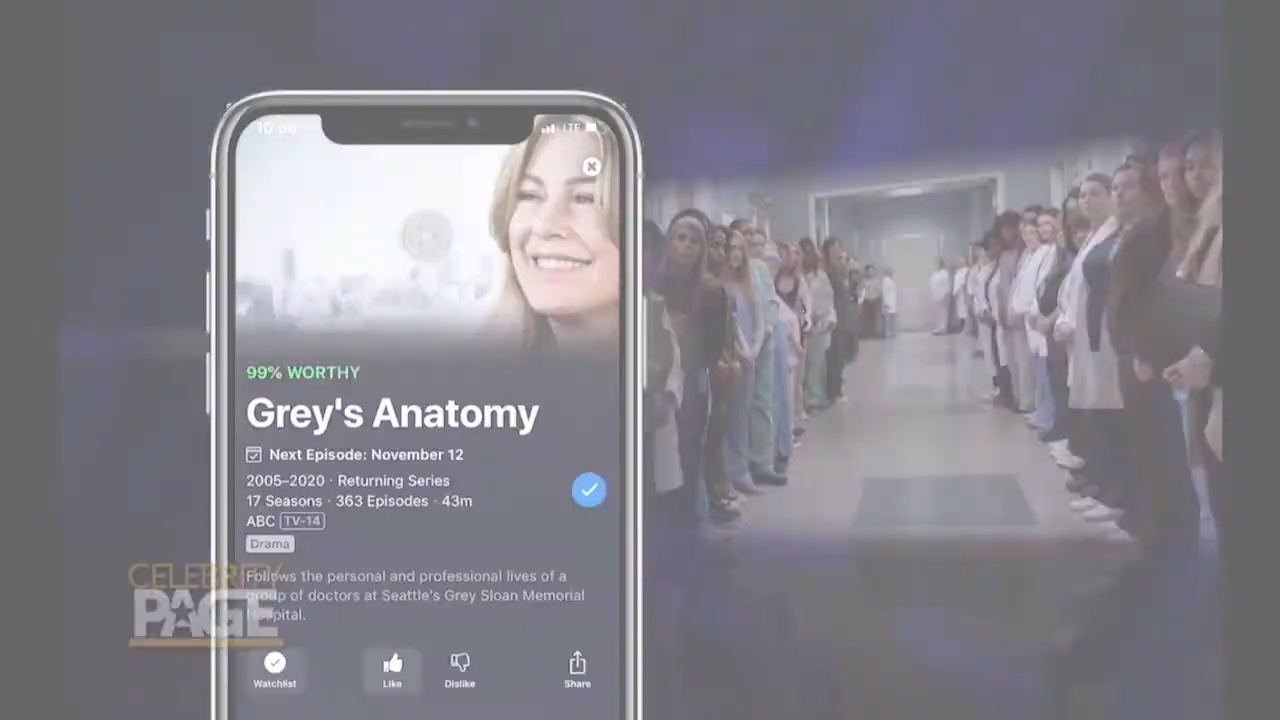 LTE
99% WORTHY
Grey's Anatomy
Next Episode: November 12
2005–2020 · Returning Series
17 Seasons · 363 Episodes · 43m
ABC TV-14
Drama
Follows the personal and professional lives of a
group of doctors at Seattle's Grey Sloan Memorial
Hospital.
CELEBRITY
PAGE
Watchlist
Like
Dislike
Share